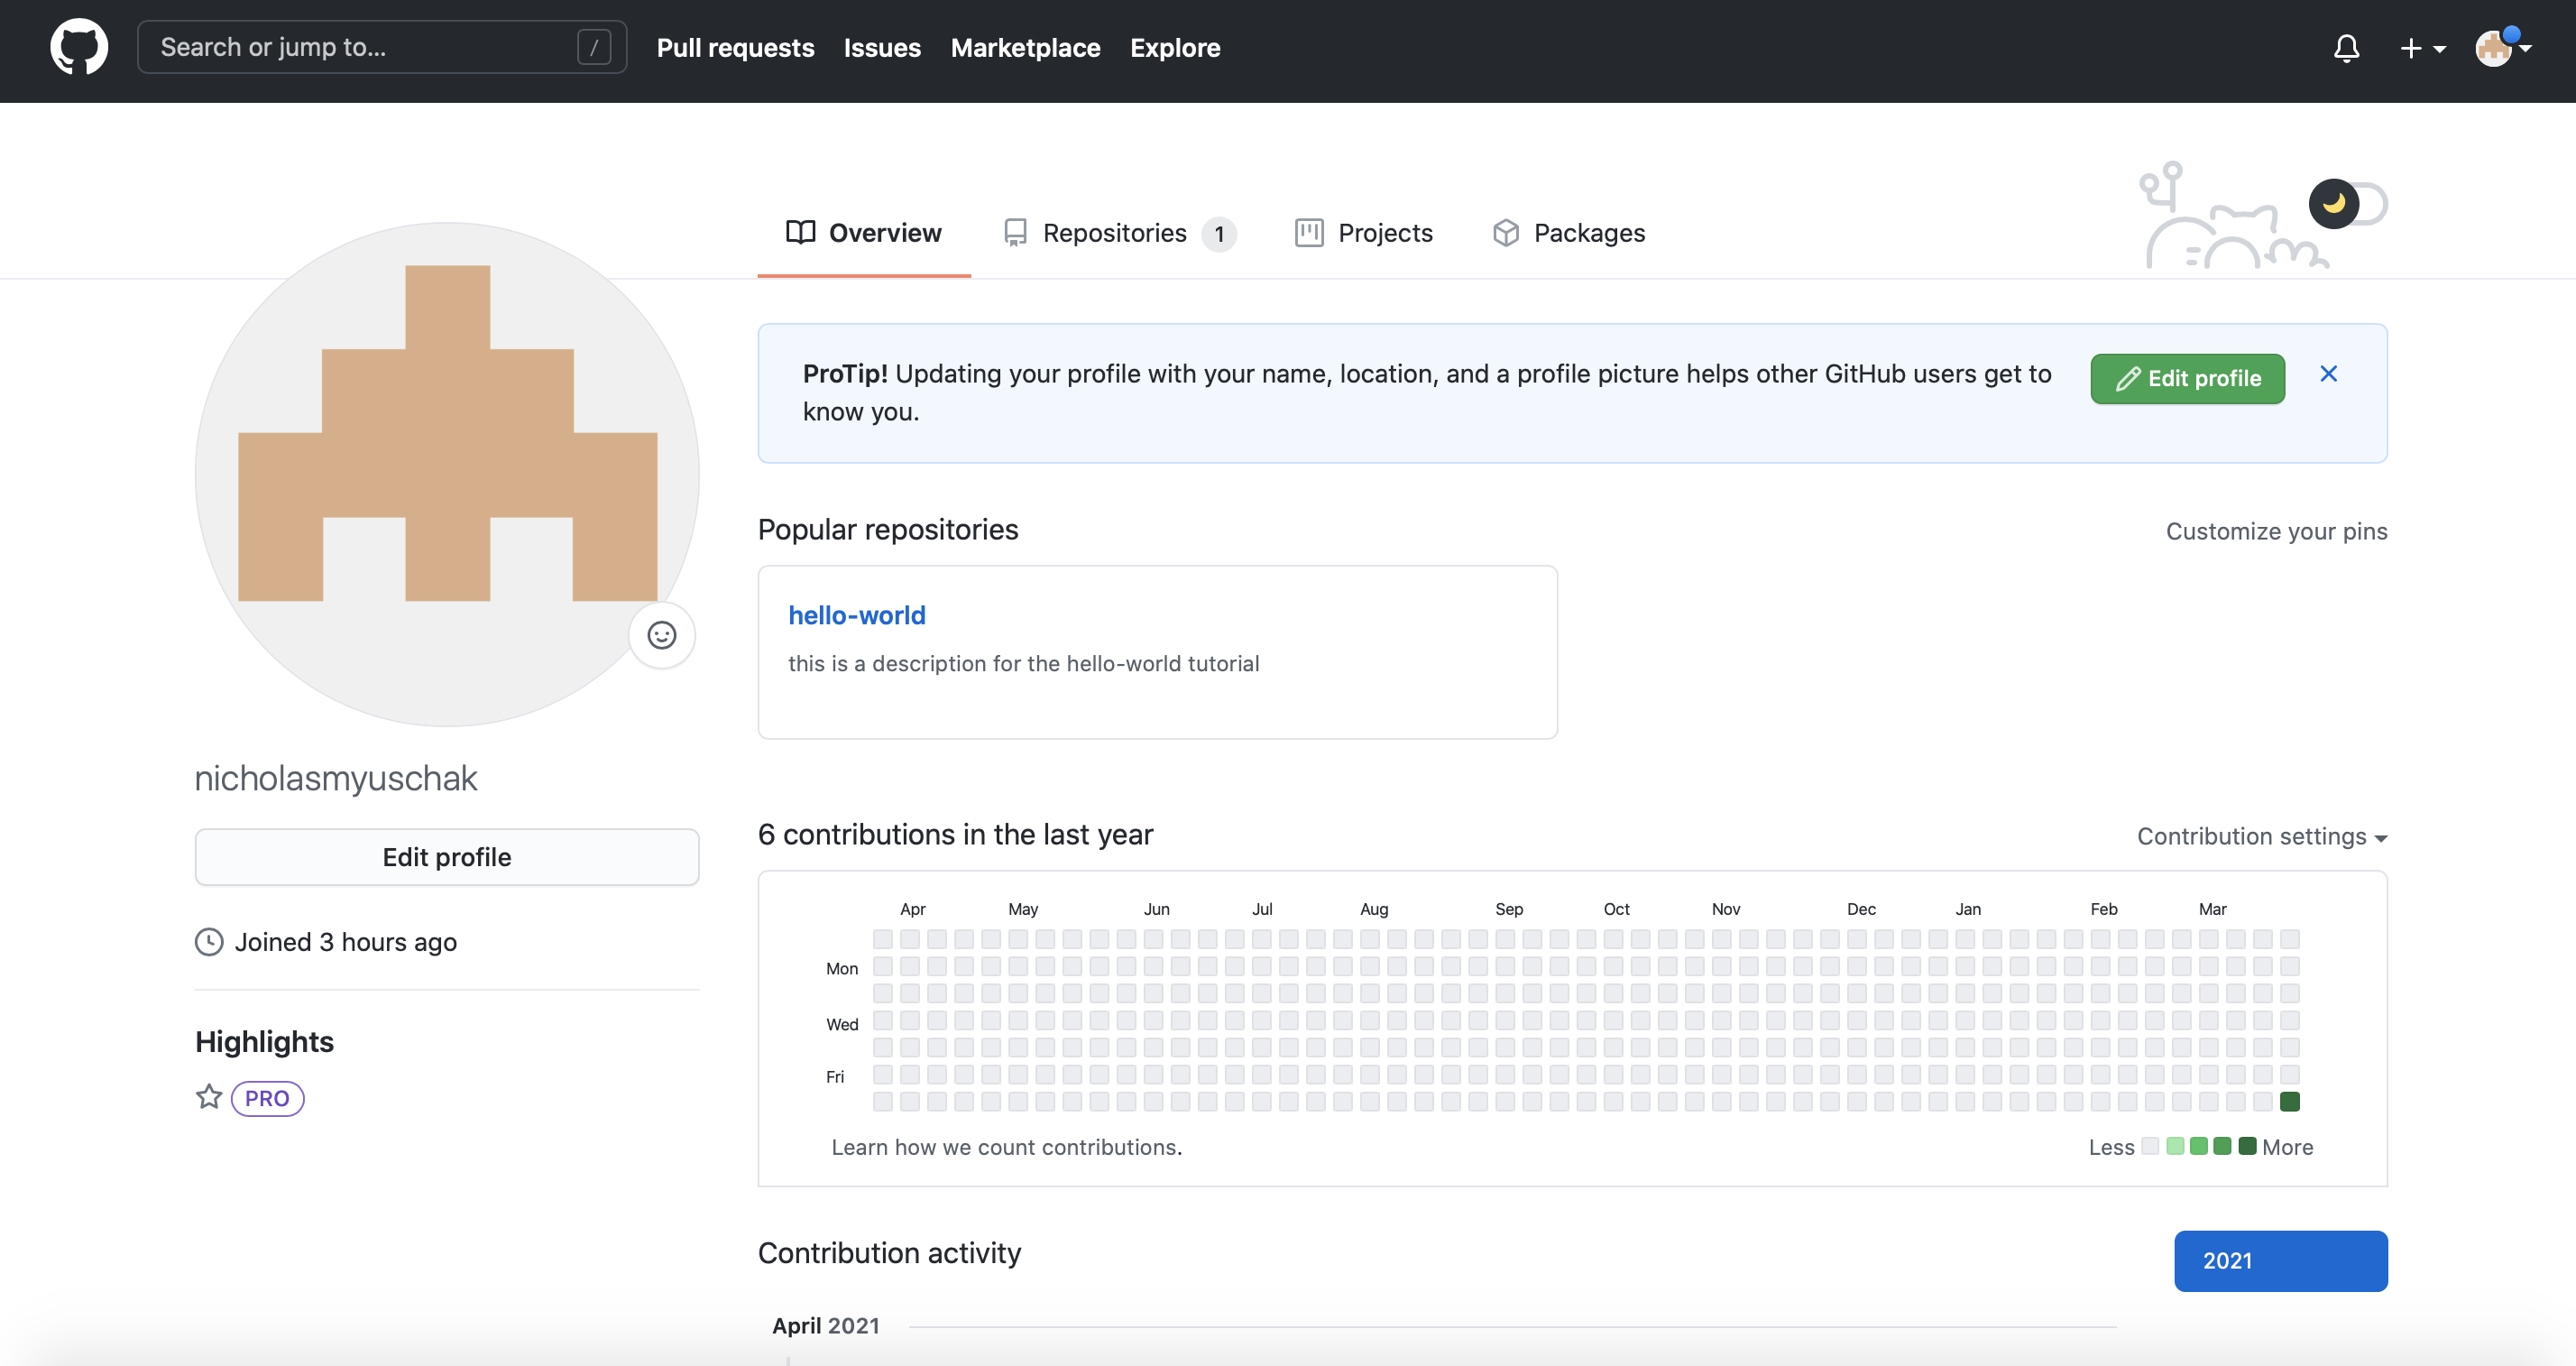 Search or jump to... /
Pull requests Issues Marketplace Explore
Overview Repositories 1 Projects Packages
ProTip! Updating your profile with your name, location, and a profile picture helps other GitHub users get to
know you.
Edit profile
Popular repositories
Customize your pins
hello-world
this is a description for the hello-world tutorial
nicholasmyuschak
Edit profile
Joined 3 hours ago
Highlights
PRO
6 contributions in the last year
Contribution settings
Apr May Jun Jul Aug Sep Oct Nov Dec Jan Feb Mar
Mon
Wed
Fri
Learn how we count contributions.
Less More
Contribution activity
2021
April 2021